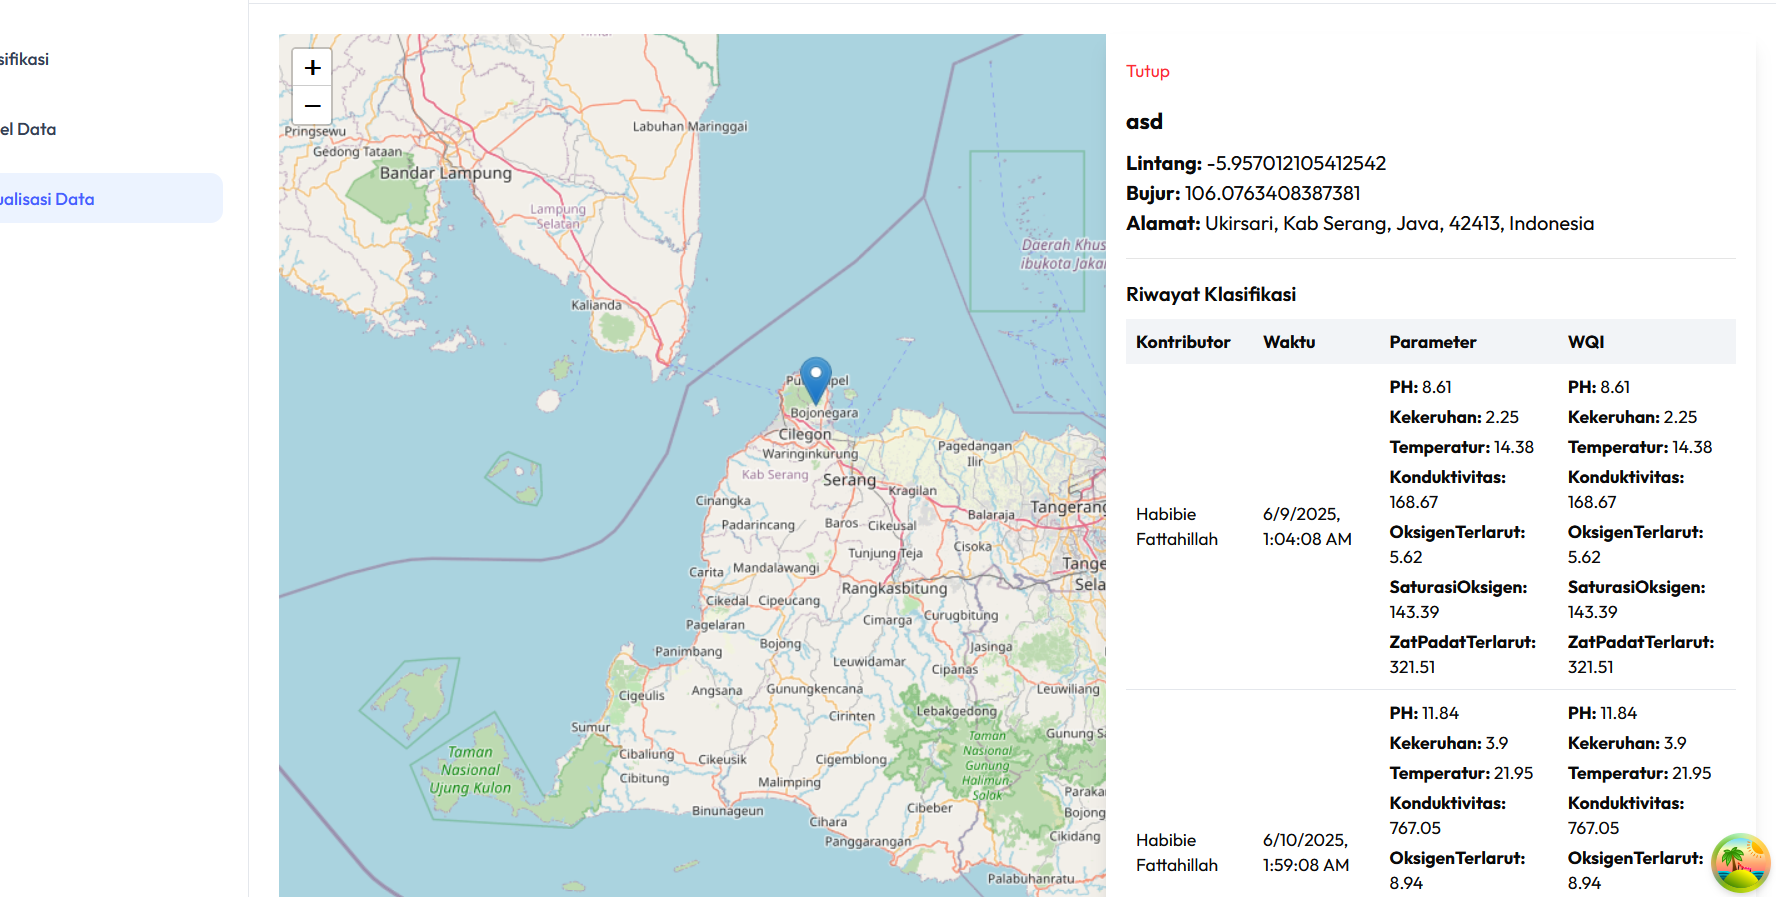 sifikasi
el Data
ualisasi Data
+
−
Pringsewu
Gedong Tataan
Bandar Lampung
Labuhan Maringgai
Lampung
Selatan
Kalianda
Daerah Khus
ibukota Jakar
Bojonegara
Cilegon
Waringinkurung
Kab Serang
Serang
Pagedangan
Ilir
Kragilan
Cinangka
Tangerang
Balaraja
Padarincang
Baros
Cikeusal
Tunjung Teja
Cisoka
Carita
Mandalawangi
Tange
Sela
Rangkasbitung
Cikedal
Cipeucang
Curugbitung
Pagelaran
Cimarga
Bojong
Jasinga
Panimbang
Leuwidamar
Cipanas
Cigeulis
Angsana
Gunungkencana
Leuwiliang
Lebakgedong
Sumur
Cirinten
Taman
Nasional
Gunung
Halimun
Salak
Gunung Sa
Taman
Nasional
Ujung Kulon
Cibaliung
Cikeusik
Cigemblong
Cibitung
Malimping
Parakan
Binunageun
Cibeber
Bojong
Cihara
Cikidang
Panggarangan
Palabuhanratu
Tutup
asd
Lintang: -5.957012105412542
Bujur: 106.0763408387381
Alamat: Ukirsari, Kab Serang, Java, 42413, Indonesia
Riwayat Klasifikasi
Kontributor Waktu Parameter WQI
Habibie
Fattahillah
6/9/2025,
1:04:08 AM
PH: 8.61
Kekeruhan: 2.25
Temperatur: 14.38
Konduktivitas:
168.67
OksigenTerlarut:
5.62
SaturasiOksigen:
143.39
ZatPadatTerlarut:
321.51
PH: 8.61
Kekeruhan: 2.25
Temperatur: 14.38
Konduktivitas:
168.67
OksigenTerlarut:
5.62
SaturasiOksigen:
143.39
ZatPadatTerlarut:
321.51
Habibie
Fattahillah
6/10/2025,
1:59:08 AM
PH: 11.84
Kekeruhan: 3.9
Temperatur: 21.95
Konduktivitas:
767.05
OksigenTerlarut:
8.94
PH: 11.84
Kekeruhan: 3.9
Temperatur: 21.95
Konduktivitas:
767.05
OksigenTerlarut:
8.94